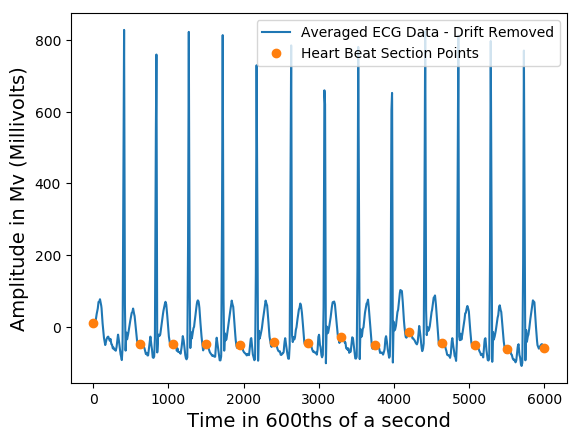 Averaged ECG Data - Drift Removed
Heart Beat Section Points
Amplitude in Mv (Millivolts)
800
600
400
200
0
0 1000 2000 3000 4000 5000 6000
Time in 600ths of a second